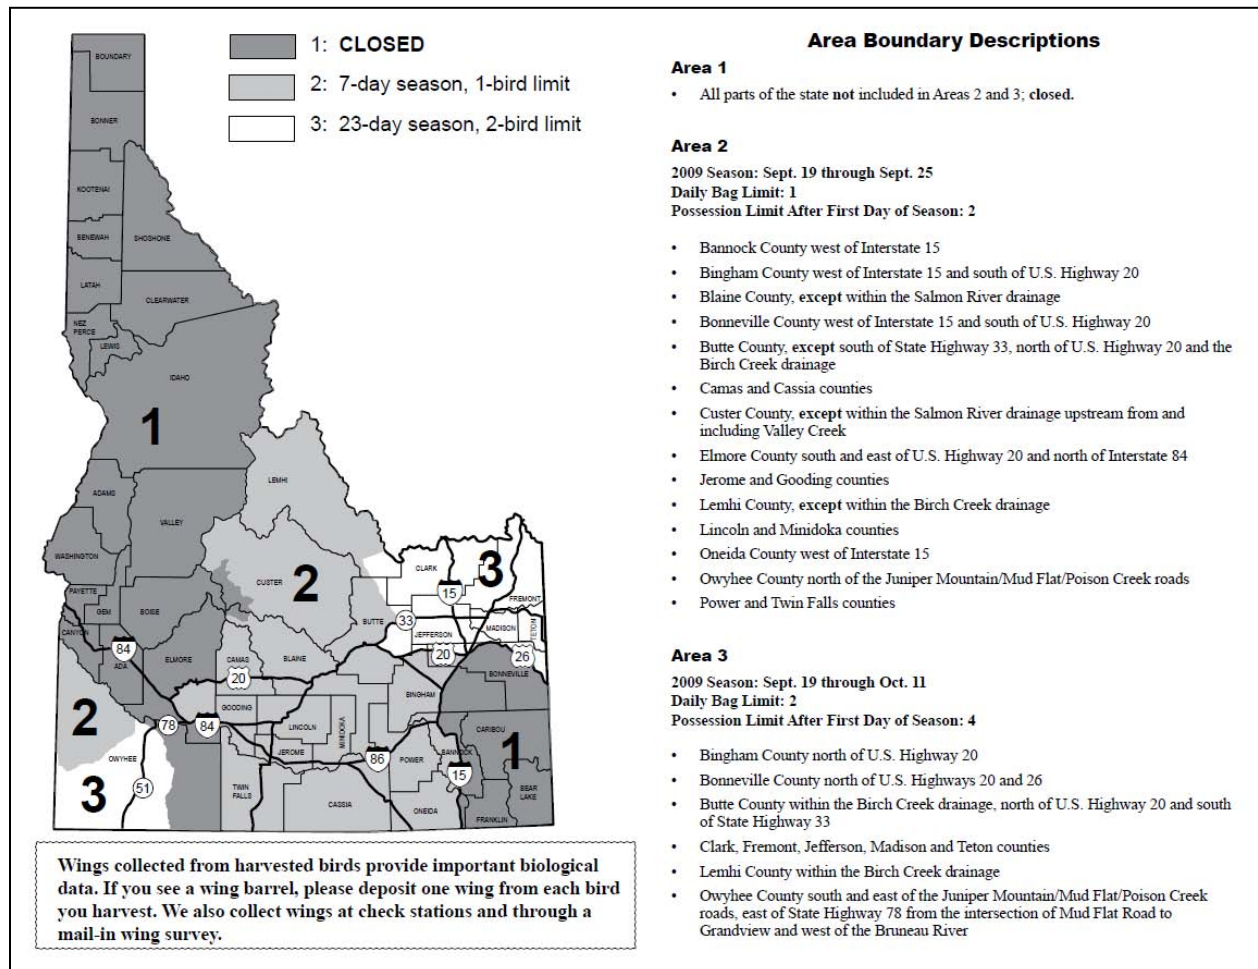 1: CLOSED
2: 7-day season, 1-bird limit
3: 23-day season, 2-bird limit
BOUNDARY
BONNER
KOOTENAI
BENEWAH
SHOSHONE
LATAH
CLEARWATER
NEZ
PERCE
LEWIS
IDAHO
1
LEMHI
ADAMS
VALLEY
WASHINGTON
CUSTER
2
CLARK
3
15
FREMONT
PAYETTE
GEM
BOISE
BUTTE
33
JEFFERSON
MADISON
TETON
CANYON
84
ADA
ELMORE
CAMAS
20
BLAINE
20
26
BONNEVILLE
BINGHAM
GOODING
2
78
84
LINCOLN
MINIDOKA
CARIBOU
1
OWYHEE
JEROME
86
POWER
BANNOCK
15
3
51
TWIN
FALLS
CASSIA
ONEIDA
BEAR
LAKE
FRANKLIN
Wings collected from harvested birds provide important biological
data. If you see a wing barrel, please deposit one wing from each bird
you harvest. We also collect wings at check stations and through a
mail-in wing survey.
Area Boundary Descriptions
Area 1
• All parts of the state not included in Areas 2 and 3; closed.
Area 2
2009 Season: Sept. 19 through Sept. 25
Daily Bag Limit: 1
Possession Limit After First Day of Season: 2
• Bannock County west of Interstate 15
• Bingham County west of Interstate 15 and south of U.S. Highway 20
• Blaine County, except within the Salmon River drainage
• Bonneville County west of Interstate 15 and south of U.S. Highway 20
• Butte County, except south of State Highway 33, north of U.S. Highway 20 and the
Birch Creek drainage
• Camas and Cassia counties
• Custer County, except within the Salmon River drainage upstream from and
including Valley Creek
• Elmore County south and east of U.S. Highway 20 and north of Interstate 84
• Jerome and Gooding counties
• Lemhi County, except within the Birch Creek drainage
• Lincoln and Minidoka counties
• Oneida County west of Interstate 15
• Owyhee County north of the Juniper Mountain/Mud Flat/Poison Creek roads
• Power and Twin Falls counties
Area 3
2009 Season: Sept. 19 through Oct. 11
Daily Bag Limit: 2
Possession Limit After First Day of Season: 4
• Bingham County north of U.S. Highway 20
• Bonneville County north of U.S. Highways 20 and 26
• Butte County within the Birch Creek drainage, north of U.S. Highway 20 and south
of State Highway 33
• Clark, Fremont, Jefferson, Madison and Teton counties
• Lemhi County within the Birch Creek drainage
• Owyhee County south and east of the Juniper Mountain/Mud Flat/Poison Creek
roads, east of State Highway 78 from the intersection of Mud Flat Road to
Grandview and west of the Bruneau River